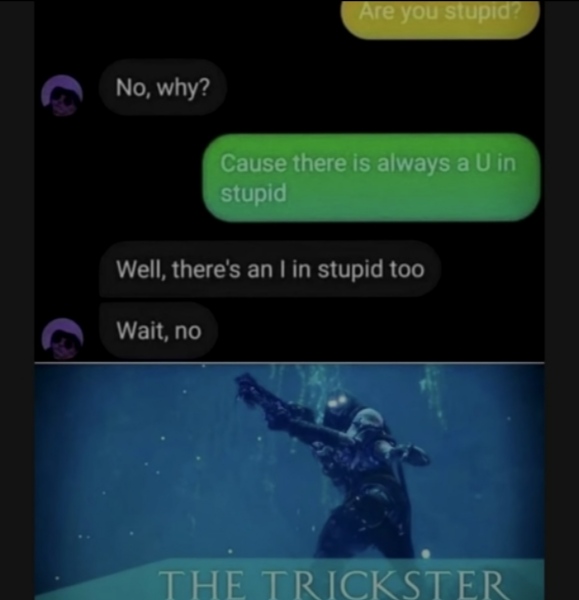 Are you stupid?
No, why?
Cause there is always a U in
stupid
Well, there's an I in stupid too
Wait, no
THE TRICKSTER